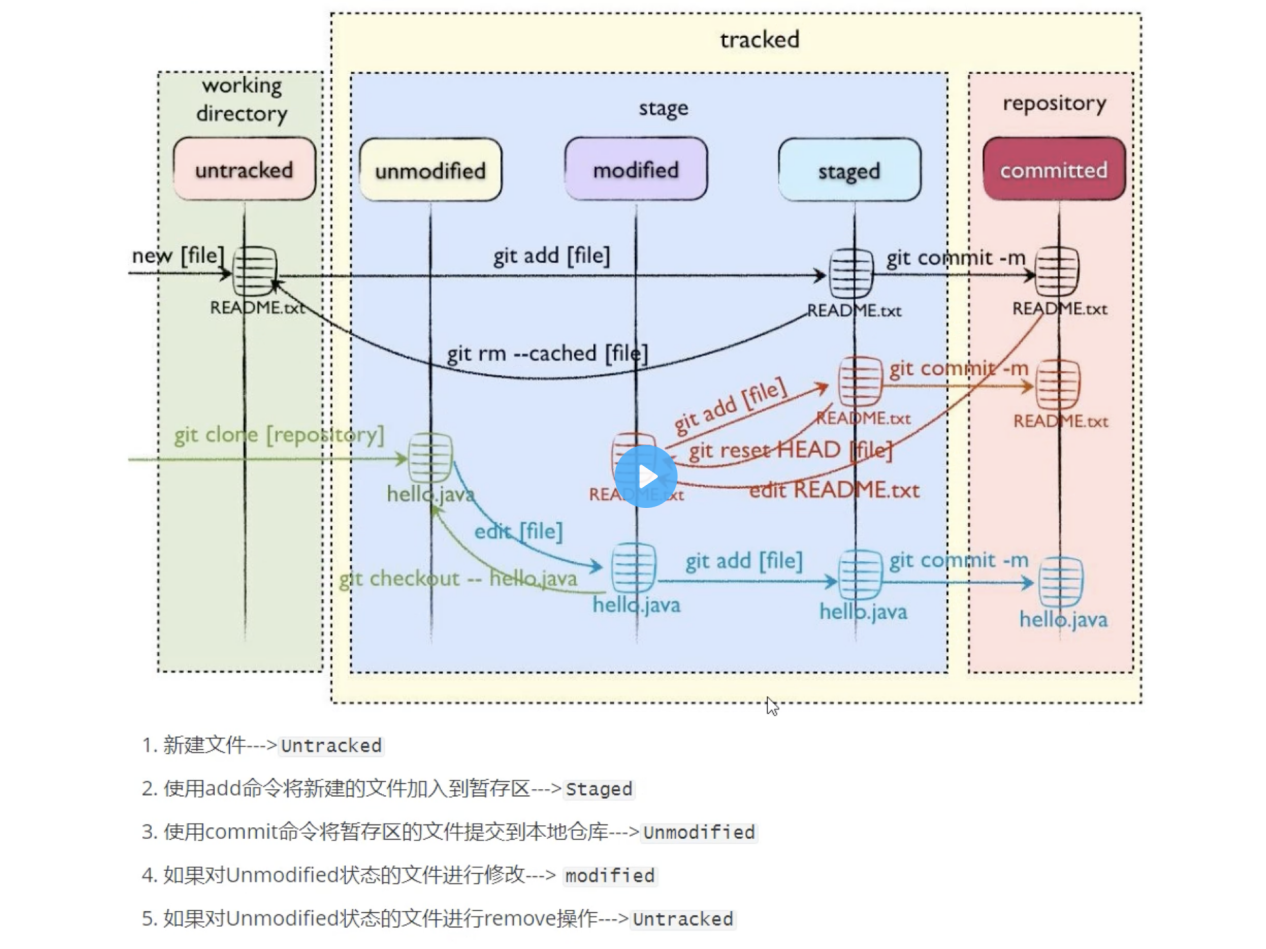 tracked
working
directory
stage
repository
untracked
unmodified
modified
staged
committed
new [file]
git add [file]
git commit -m
README.txt
README.txt
README.txt
git rm --cached [file]
git add [file]
git commit -m
README.txt
README.txt
git clone [repository]
git reset HEAD [file]
hello.java
README.txt
edit README.txt
edit [file]
git add [file]
git commit -m
git checkout -- hello.java
hello.java
hello.java
hello.java
1. 新建文件--->Untracked
2. 使用add命令将新建的文件加入到暂存区--->Staged
3. 使用commit命令将暂存区的文件提交到本地仓库--->Unmodified
4. 如果对Unmodified状态的文件进行修改---> modified
5. 如果对Unmodified状态的文件进行remove操作--->Untracked